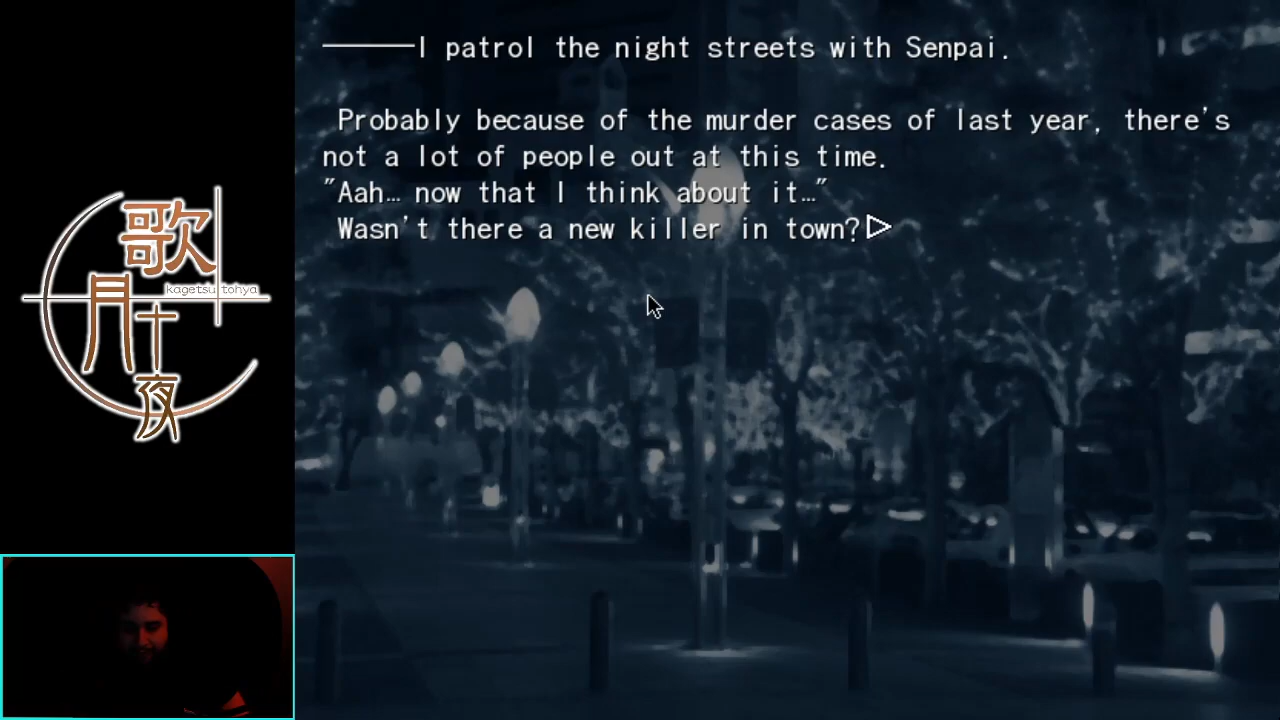 ————I patrol the night streets with Senpai.
Probably because of the murder cases of last year, there's
not a lot of people out at this time.
"Aah… now that I think about it…"
Wasn't there a new killer in town?
歌
月
十
夜
kagetsu tohya